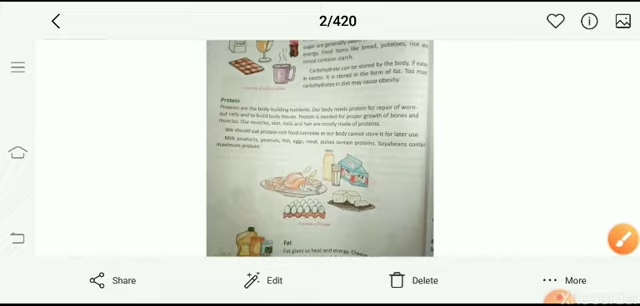 2/420
sugar are generally
energy. Food items like bread, potatoes, rice
cereal contains starch.
Carbohydrate can be stored by the body, if eaten
in excess. It is stored in the form of fat. Too much
carbohydrates in diet may cause obesity.
Protein
Proteins are the body building nutrients. Our body needs protein for repair of worn-
out cells and to build body tissues. Protein is needed for proper growth of bones and
muscles. Our muscles, skin, nails and hair are mostly made of proteins.
We should eat protein rich food everyday as our body cannot store it for later use.
Milk products, peanuts, fish, eggs, meat, pulses contain proteins. Soyabeans contai
maximum protein.
Fat
Fat gives us heat and energy.
Share
Edit
Delete
More